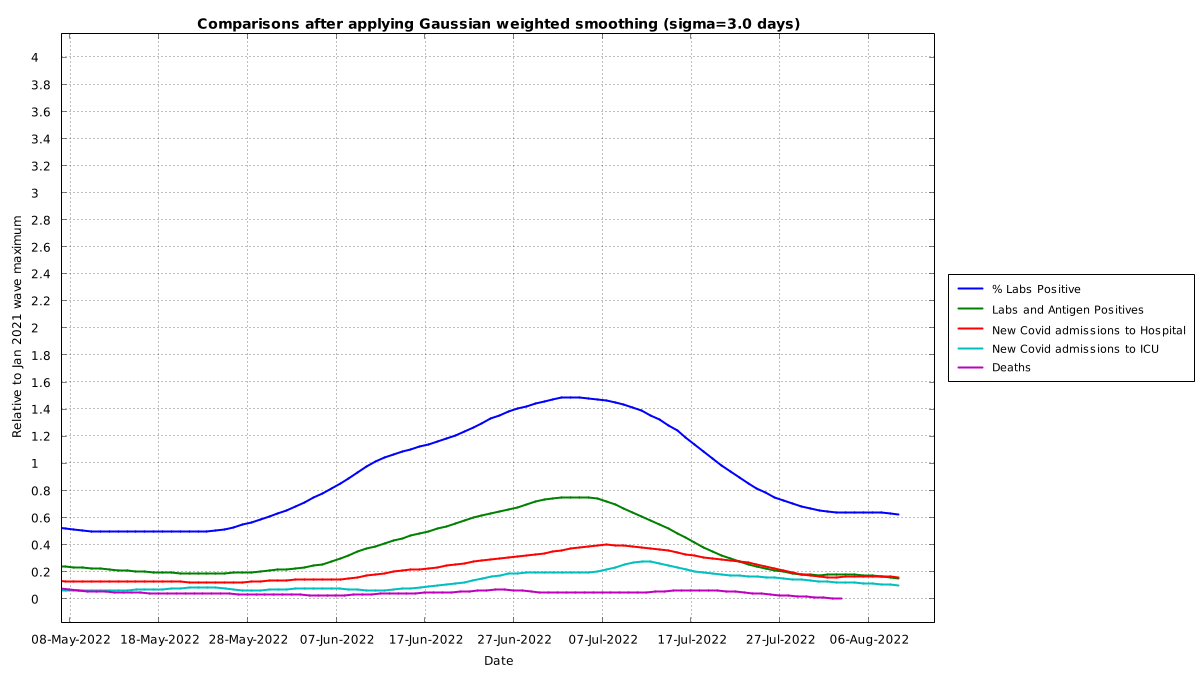 Comparisons after applying Gaussian weighted smoothing (sigma=3.0 days)
Relative to Jan 2021 wave maximum
4
3.8
3.6
3.4
3.2
3
2.8
2.6
2.4
2.2
2
1.8
1.6
1.4
1.2
1
0.8
0.6
0.4
0.2
0
08-May-2022 18-May-2022 28-May-2022 07-Jun-2022 17-Jun-2022 27-Jun-2022 07-Jul-2022 17-Jul-2022 27-Jul-2022 06-Aug-2022
Date
% Labs Positive
Labs and Antigen Positives
New Covid admissions to Hospital
New Covid admissions to ICU
Deaths